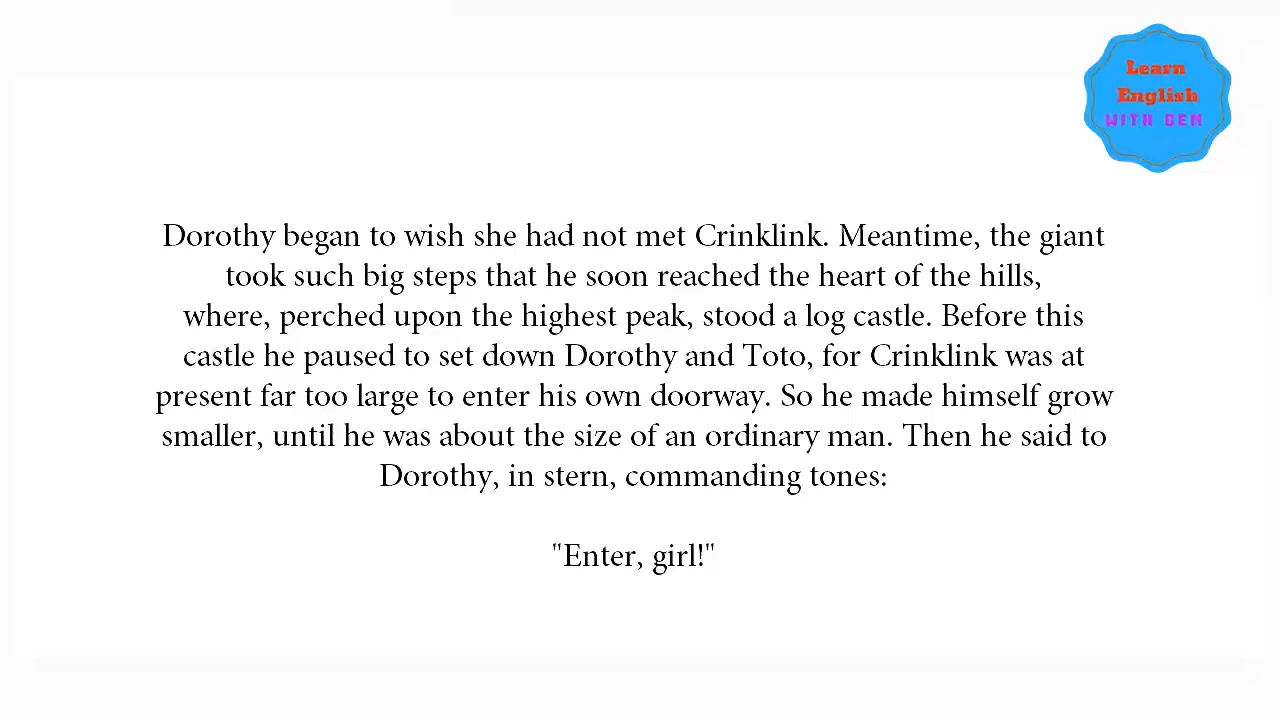 Learn
English
WITH GEM
Dorothy began to wish she had not met Crinklink. Meantime, the giant
took such big steps that he soon reached the heart of the hills,
where, perched upon the highest peak, stood a log castle. Before this
castle he paused to set down Dorothy and Toto, for Crinklink was at
present far too large to enter his own doorway. So he made himself grow
smaller, until he was about the size of an ordinary man. Then he said to
Dorothy, in stern, commanding tones:
"Enter, girl!"